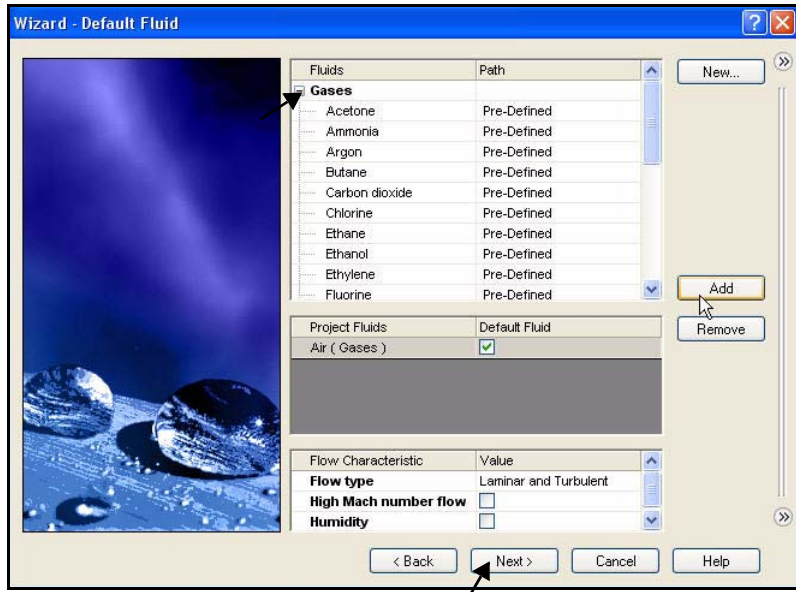 Wizard - Default Fluid
Fluids Path
Gases
Acetone Pre-Defined
Ammonia Pre-Defined
Argon Pre-Defined
Butane Pre-Defined
Carbon dioxide Pre-Defined
Chlorine Pre-Defined
Ethane Pre-Defined
Ethanol Pre-Defined
Ethylene Pre-Defined
Fluorine Pre-Defined
New...
Add
Remove
Project Fluids Default Fluid
Air ( Gases )
Flow Characteristic Value
Flow type Laminar and Turbulent
High Mach number flow
Humidity
< Back Next > Cancel Help